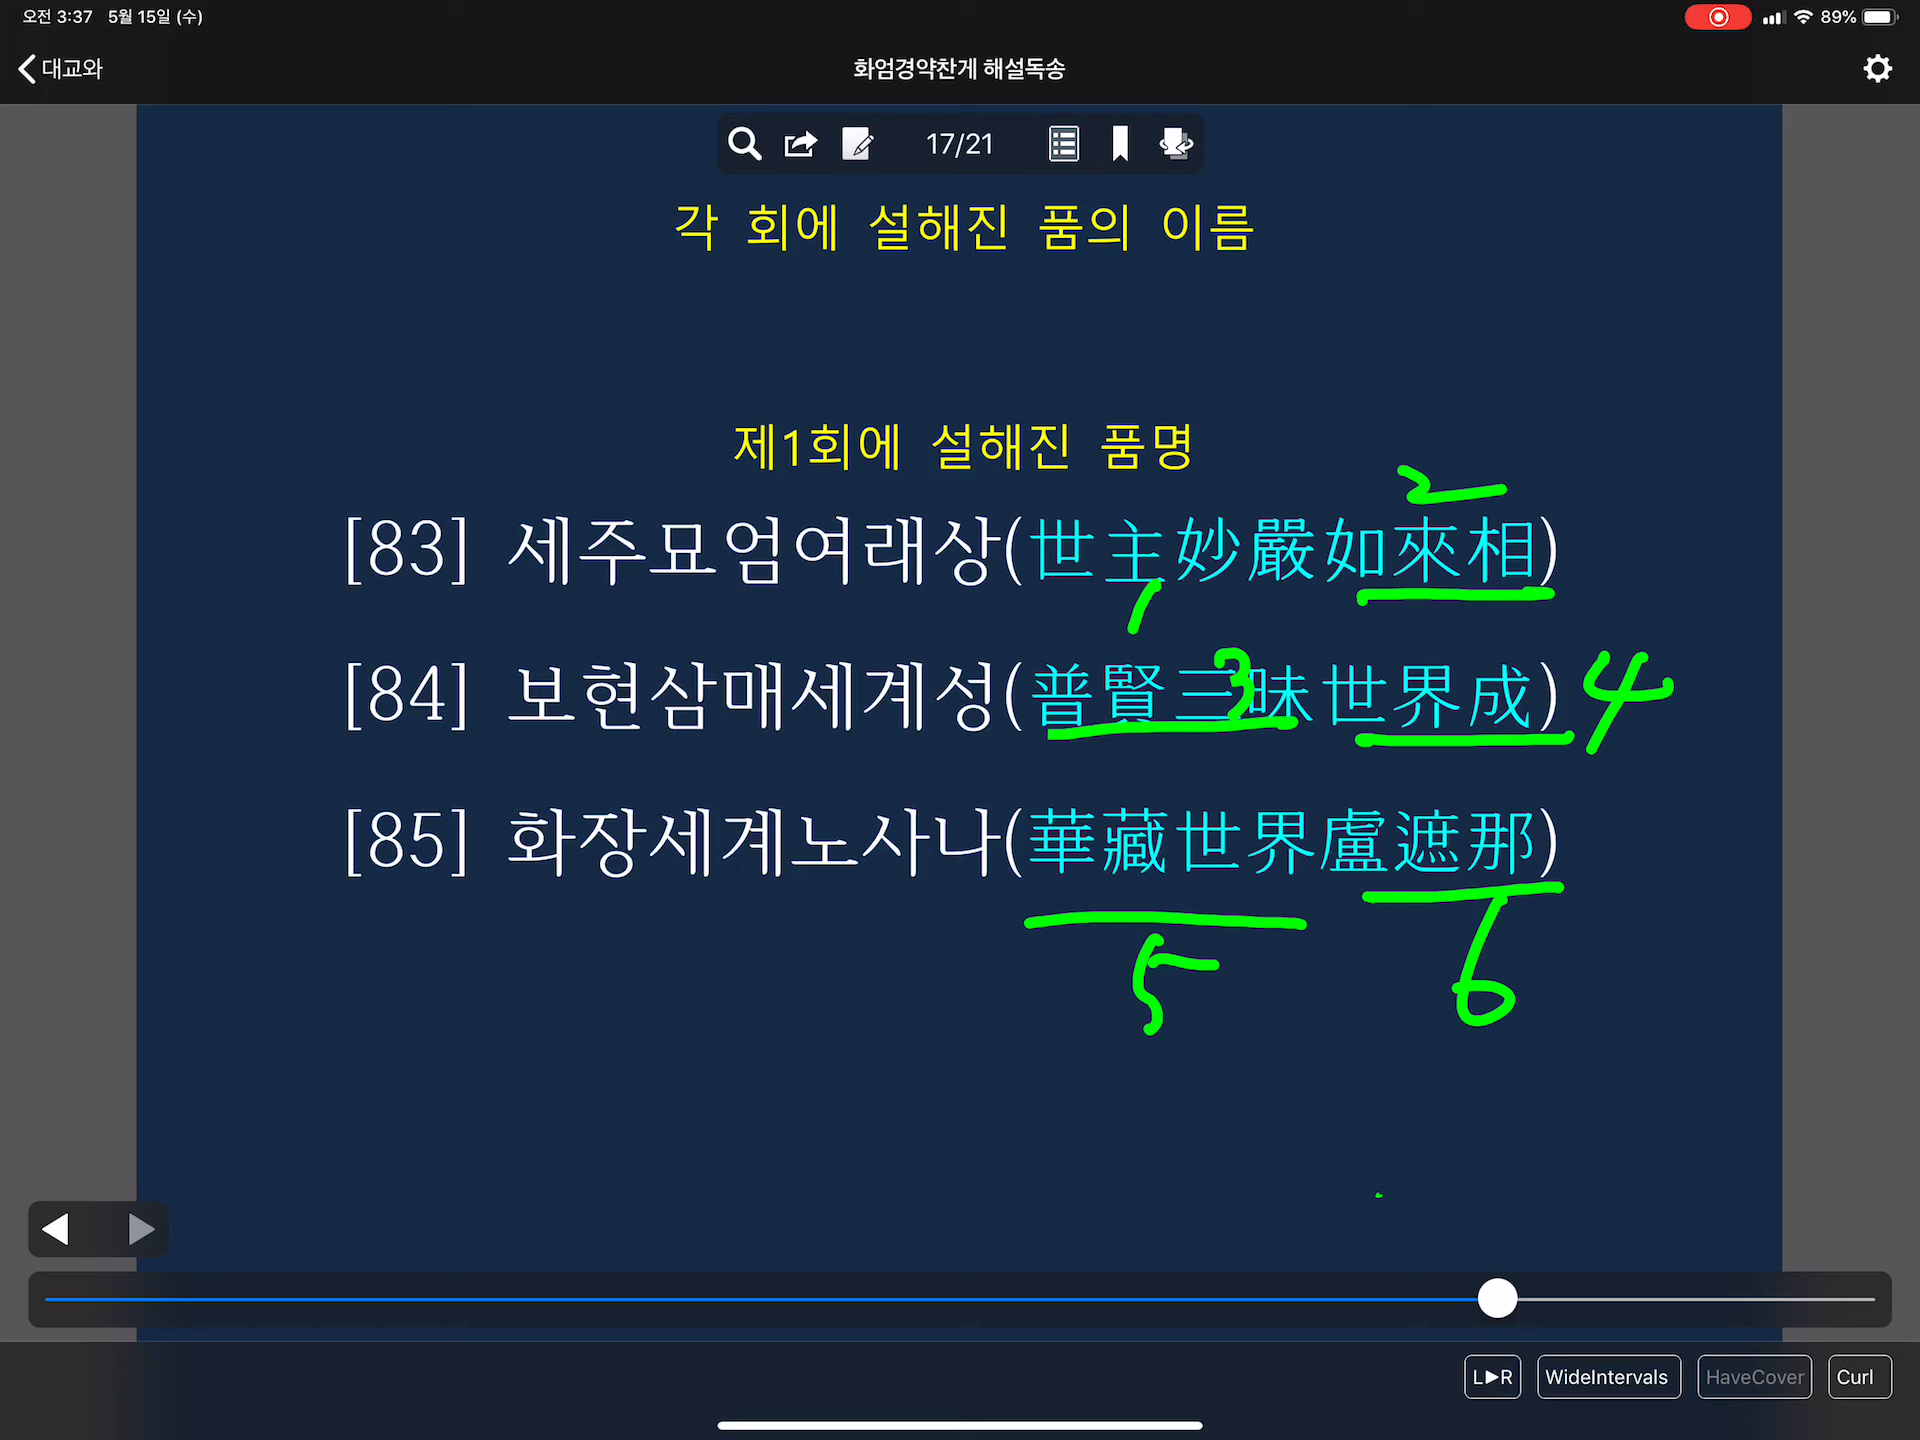 오전 3:37 5월 15일 (수) 89%
대교와 화엄경약찬게 해설독송
17/21
각 회에 설해진 품의 이름
제1회에 설해진 품명
2
[83] 세주묘엄여래상(世主妙嚴如來相)
1
[84] 보현삼매세계성(普賢三昧世界成) 4
3
[85] 화장세계노사나(華藏世界盧遮那)
5 6
L▶R WideIntervals HaveCover Curl